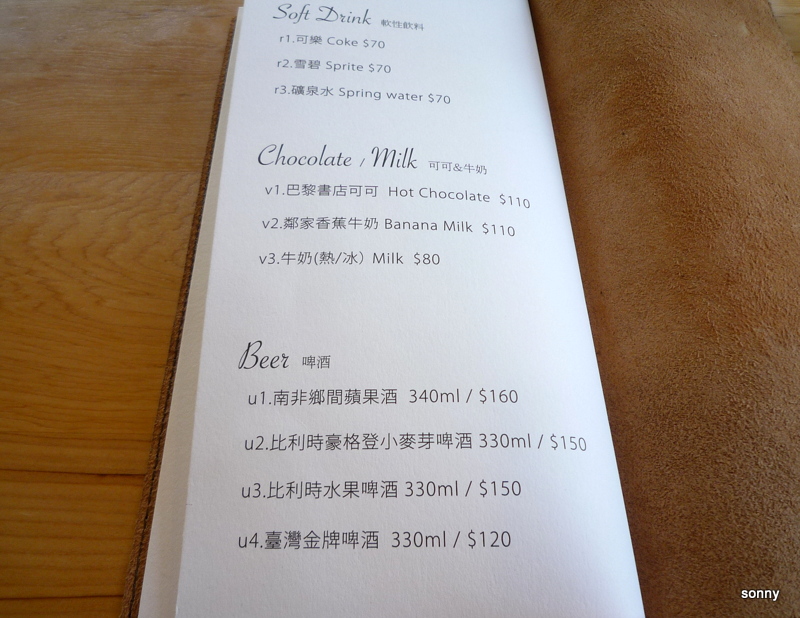 Soft Drink 軟性飲料
r1.可樂 Coke $70
r2.雪碧 Sprite $70
r3.礦泉水 Spring water $70
Chocolate / Milk 可可&牛奶
v1.巴黎書店可可 Hot Chocolate $110
v2.鄰家香蕉牛奶 Banana Milk $110
v3.牛奶(熱/冰) Milk $80
Beer 啤酒
u1.南非鄉間蘋果酒 340ml / $160
u2.比利時豪格登小麥芽啤酒 330ml / $150
u3.比利時水果啤酒 330ml / $150
u4.臺灣金牌啤酒 330ml / $120
sonny